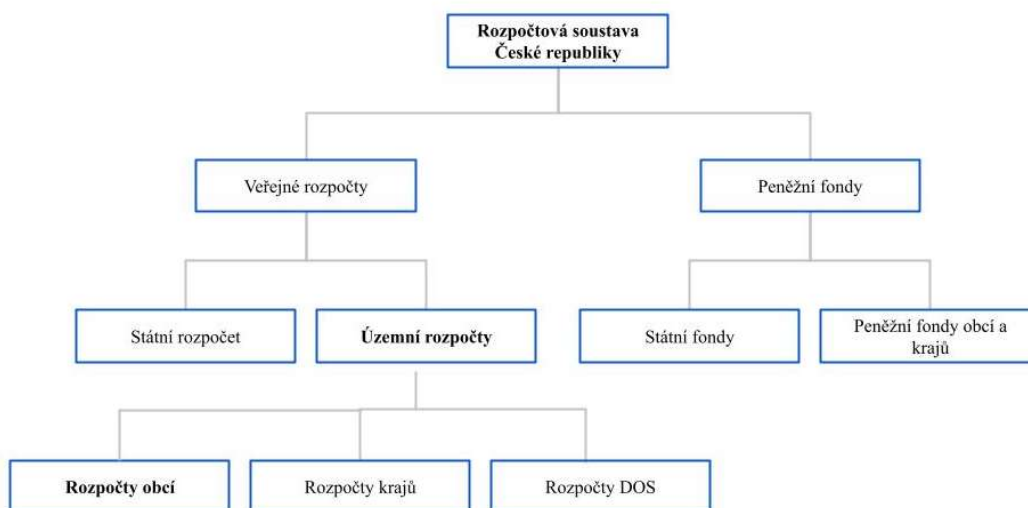 Rozpočtová soustava
České republiky
Veřejné rozpočty
Peněžní fondy
Státní rozpočet
Územní rozpočty
Státní fondy
Peněžní fondy obcí a
krajů
Rozpočty obcí
Rozpočty krajů
Rozpočty DOS